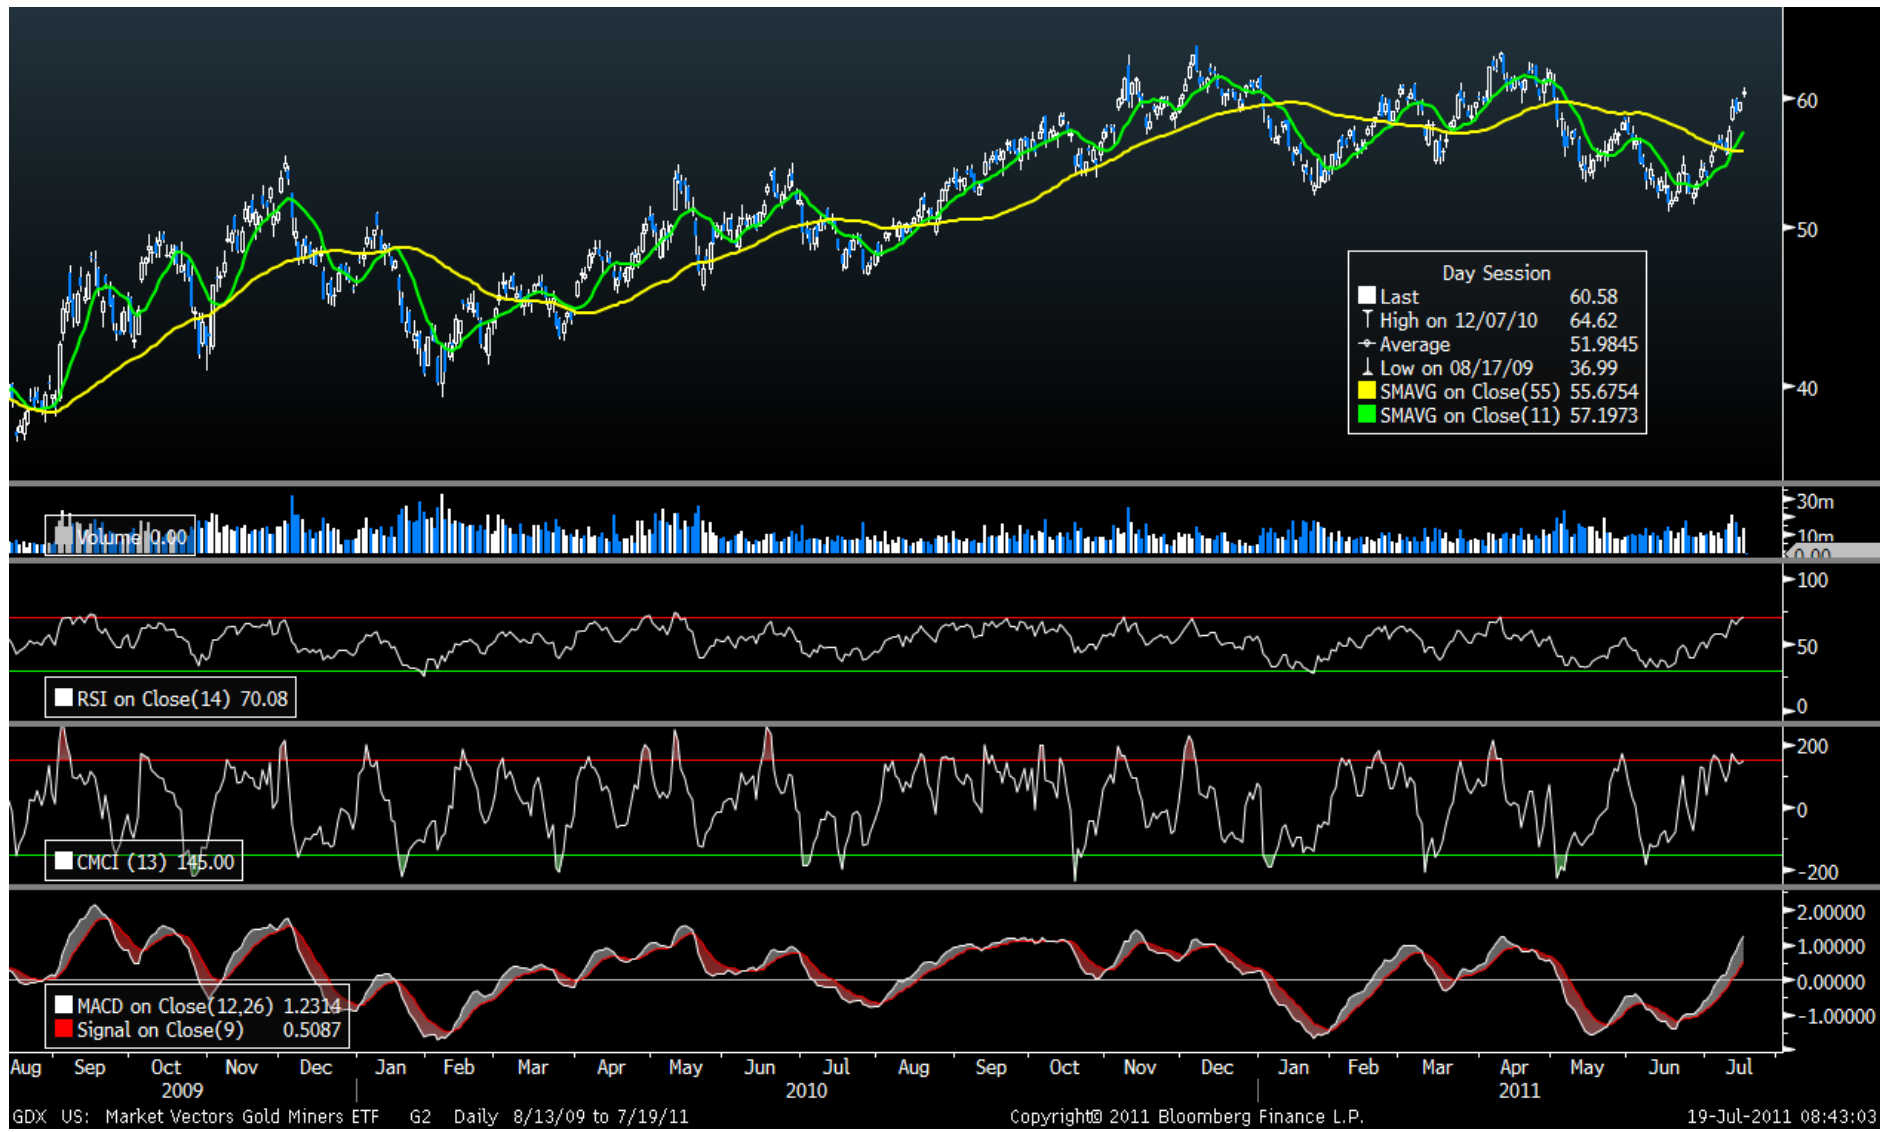 60
50
40
Day Session
Last 60.58
High on 12/07/10 64.62
Average 51.9845
Low on 08/17/09 36.99
SMAVG on Close(55) 55.6754
SMAVG on Close(11) 57.1973
30m
10m
0.00
Volume 0.00
100
50
0
RSI on Close(14) 70.08
200
0
-200
CMCI (13) 145.00
2.00000
1.00000
0.00000
-1.00000
MACD on Close(12,26) 1.2314
Signal on Close(9) 0.5087
Aug Sep Oct Nov Dec Jan Feb Mar Apr May Jun Jul Aug Sep Oct Nov Dec Jan Feb Mar Apr May Jun Jul
2009 2010 2011
GDX US: Market Vectors Gold Miners ETF G2 Daily 8/13/09 to 7/19/11 Copyright© 2011 Bloomberg Finance L.P. 19-Jul-2011 08:43:03